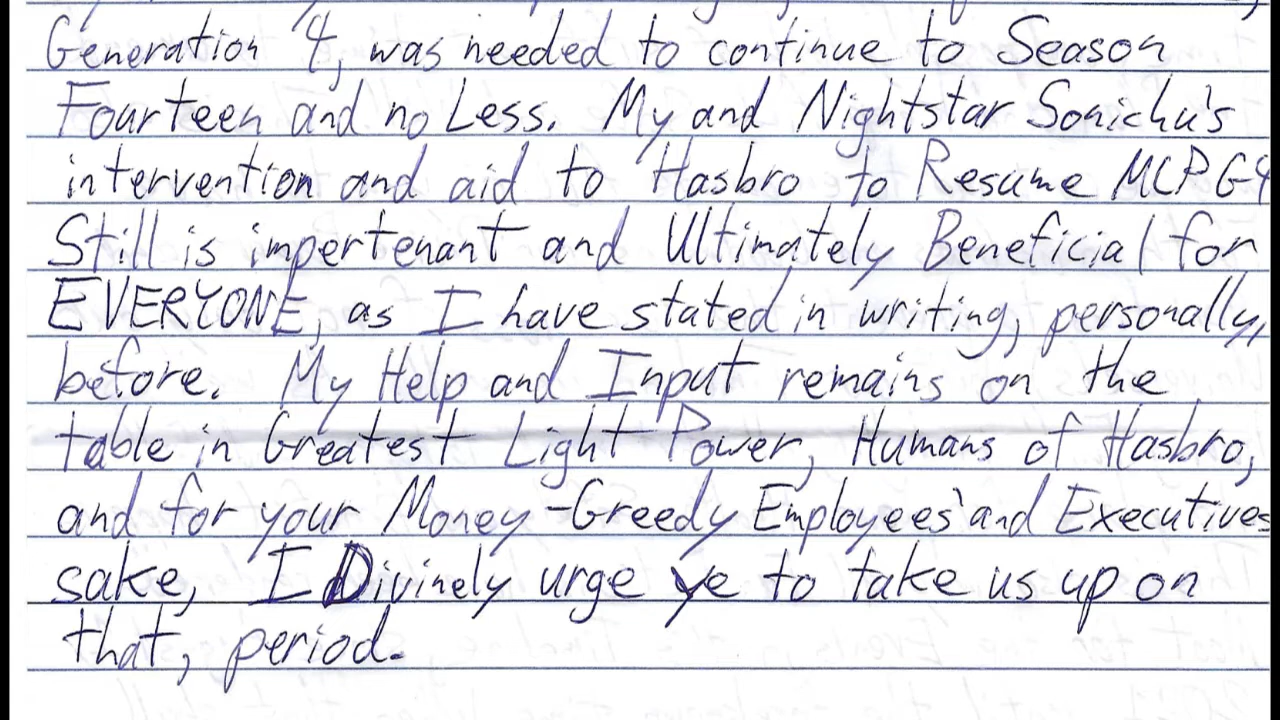 Generation 4, was needed to continue to Season
Fourteen and no Less. My and Nightstar Sonichu's
intervention and aid to Hasbro to Resume MLP G4
Still is impertenant and Ultimately Beneficial for
EVERYONE, as I have stated in writing, personally,
before. My Help and Input remains on the
table in Greatest Light Power, Humans of Hasbro,
and for your Money-Greedy Employees' and Executives
sake, I Divinely urge ye to take us up on
that, period.